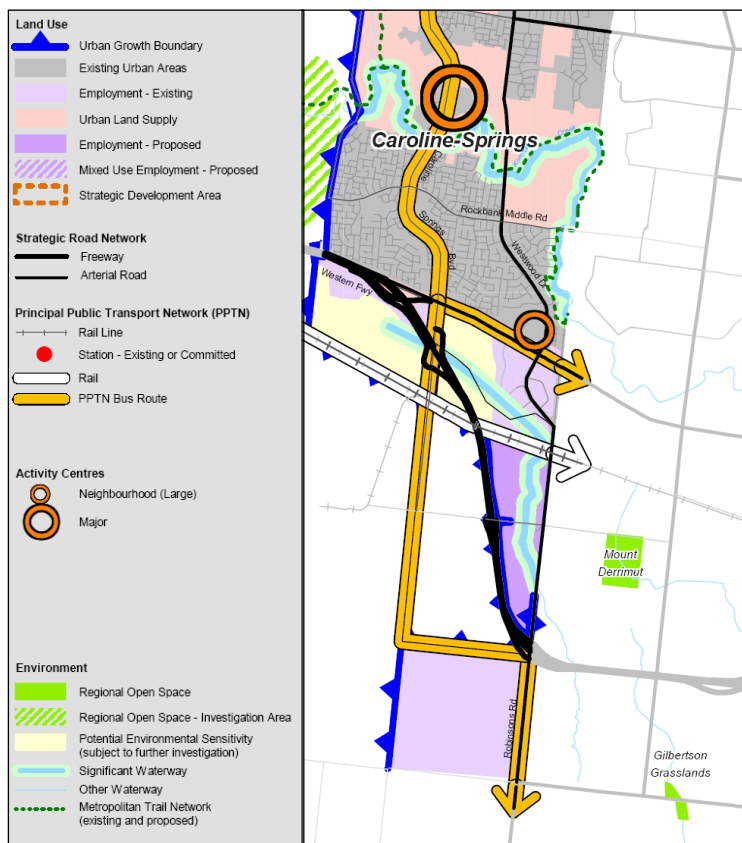 Land Use
Urban Growth Boundary
Existing Urban Areas
Employment - Existing
Urban Land Supply
Employment - Proposed
Mixed Use Employment - Proposed
Strategic Development Area
Strategic Road Network
Freeway
Arterial Road
Principal Public Transport Network (PPTN)
Rail Line
Station - Existing or Committed
Rail
PPTN Bus Route
Activity Centres
Neighbourhood (Large)
Major
Environment
Regional Open Space
Regional Open Space - Investigation Area
Potential Environmental Sensitivity
(subject to further investigation)
Significant Waterway
Other Waterway
Metropolitan Trail Network
(existing and proposed)
Caroline-Springs
Caroline
Springs
Blvd
Rockbank Middle Rd
Westwood Dr
Western Fwy
Mount
Derrimut
Robinsons Rd
Gilbertson
Grasslands